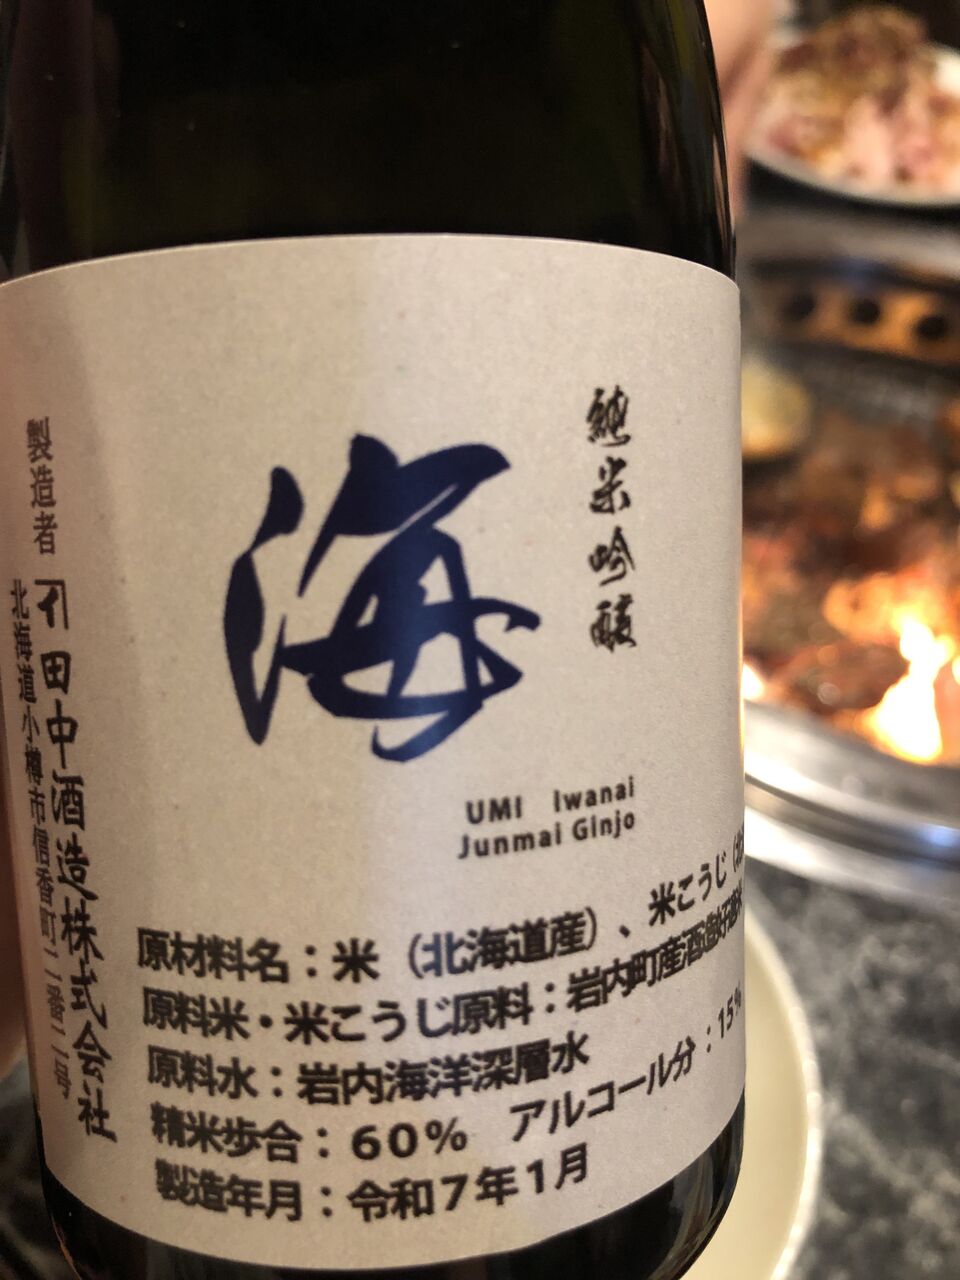 純米吟醸
海
UMI Iwanai
Junmai Ginjo
原材料名：米（北海道産）、米こうじ（北
原料米・米こうじ原料：岩内町産酒造好適米
原料水：岩内海洋深層水
精米歩合：60% アルコール分：15%
製造年月：令和7年1月
製造者
イ田中酒造株式会社
北海道小樽市信香町二番二号